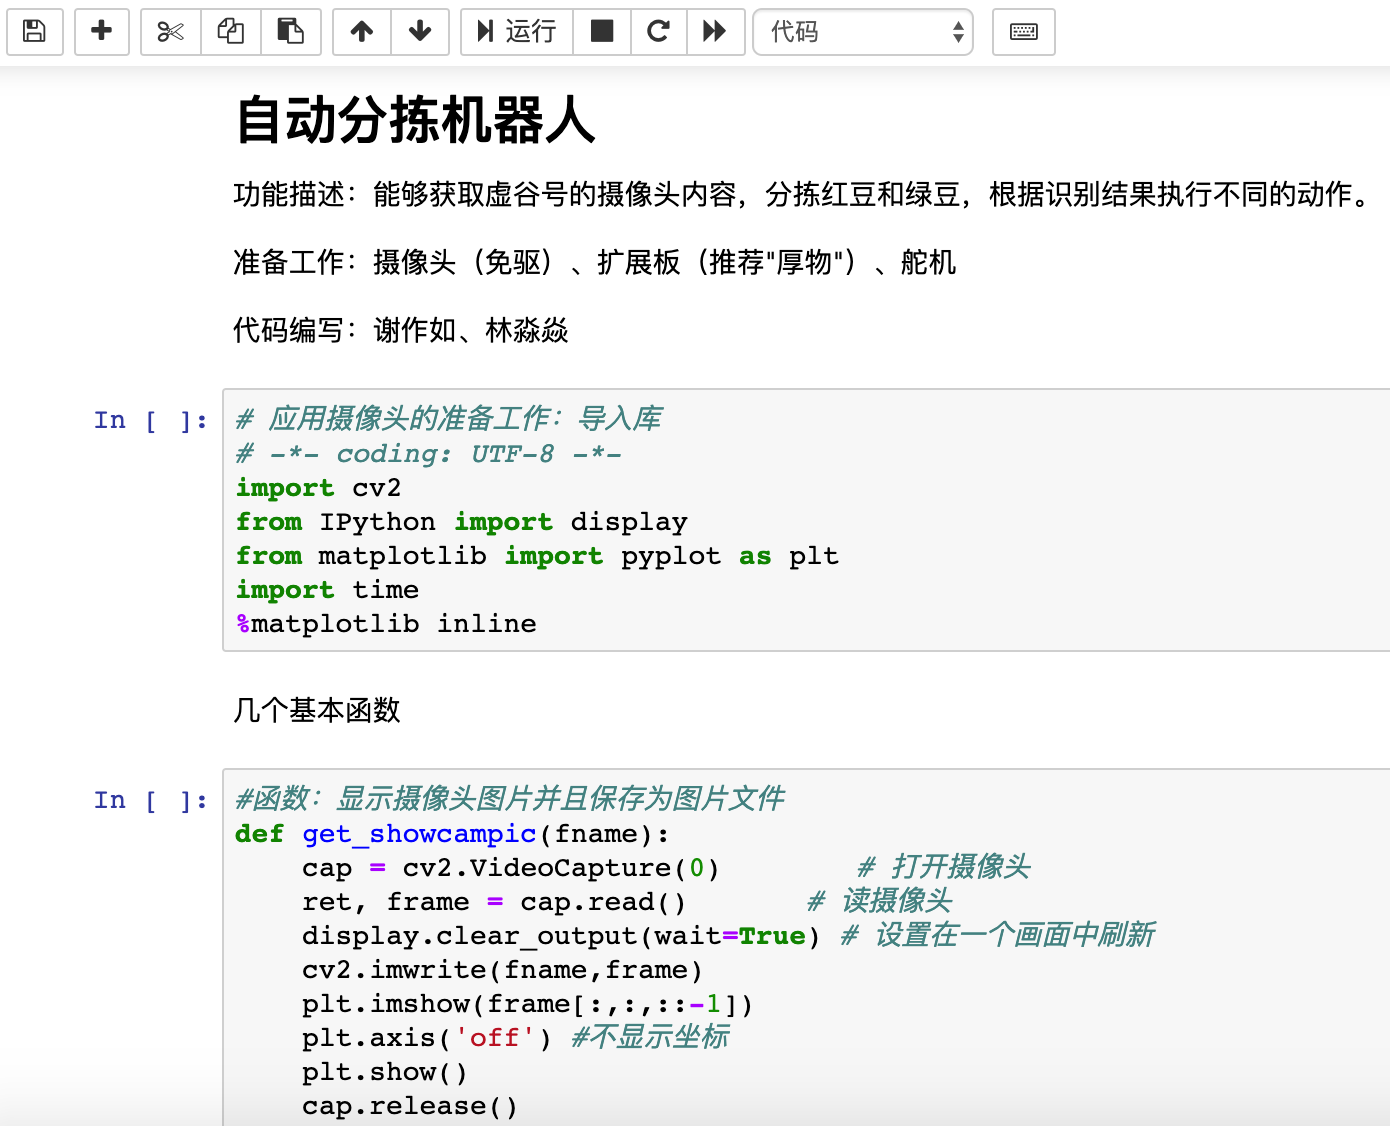 运行
代码
自动分拣机器人
功能描述：能够获取虚谷号的摄像头内容，分拣红豆和绿豆，根据识别结果执行不同的动作。
准备工作：摄像头（免驱）、扩展板（推荐"厚物"）、舵机
代码编写：谢作如、林淼焱
In [ ]:
# 应用摄像头的准备工作：导入库
# -*- coding: UTF-8 -*-
import cv2
from IPython import display
from matplotlib import pyplot as plt
import time
%matplotlib inline
几个基本函数
In [ ]:
#函数：显示摄像头图片并且保存为图片文件
def get_showcampic(fname):
    cap = cv2.VideoCapture(0)        # 打开摄像头
    ret, frame = cap.read()       # 读摄像头
    display.clear_output(wait=True) # 设置在一个画面中刷新
    cv2.imwrite(fname,frame)
    plt.imshow(frame[:,:,::-1])
    plt.axis('off') #不显示坐标
    plt.show()
    cap.release()